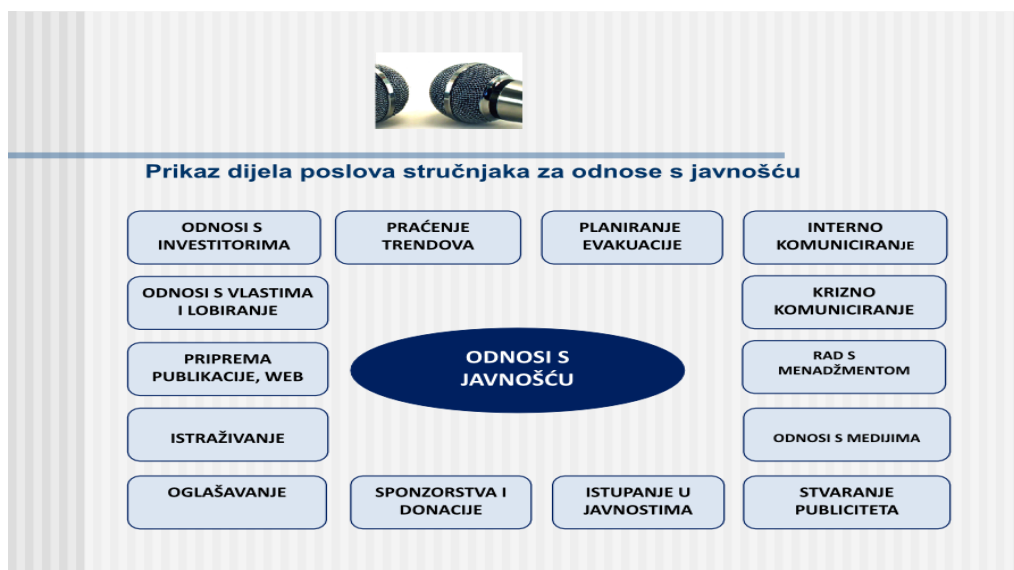 Prikaz dijela poslova stručnjaka za odnose s javnošću
ODNOSI S
INVESTITORIMA
PRAĆENJE
TRENDOVA
PLANIRANJE
EVAKUACIJE
INTERNO
KOMUNICIRANJE
ODNOSI S VLASTIMA
I LOBIRANJE
KRIZNO
KOMUNICIRANJE
PRIPREMA
PUBLIKACIJE, WEB
ODNOSI S
JAVNOŠĆU
RAD S
MENADŽMENTOM
ISTRAŽIVANJE
ODNOSI S MEDIJIMA
OGLAŠAVANJE
SPONZORSTVA I
DONACIJE
ISTUPANJE U
JAVNOSTIMA
STVARANJE
PUBLICITETA